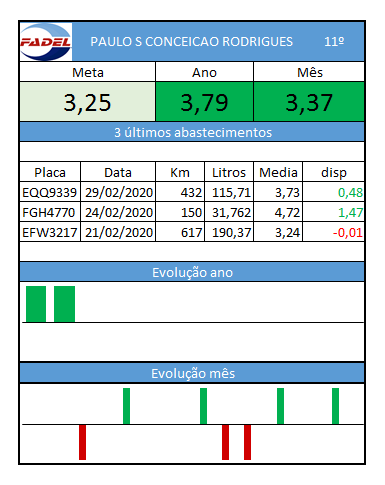 FADEL PAULO S CONCEICAO RODRIGUES 11º
Meta Ano Mês
3,25 3,79 3,37
3 últimos abastecimentos
Placa Data Km Litros Media disp
EQQ9339 29/02/2020 432 115,71 3,73 0,48
FGH4770 24/02/2020 150 31,762 4,72 1,47
EFW3217 21/02/2020 617 190,37 3,24 -0,01
Evolução ano
Evolução mês